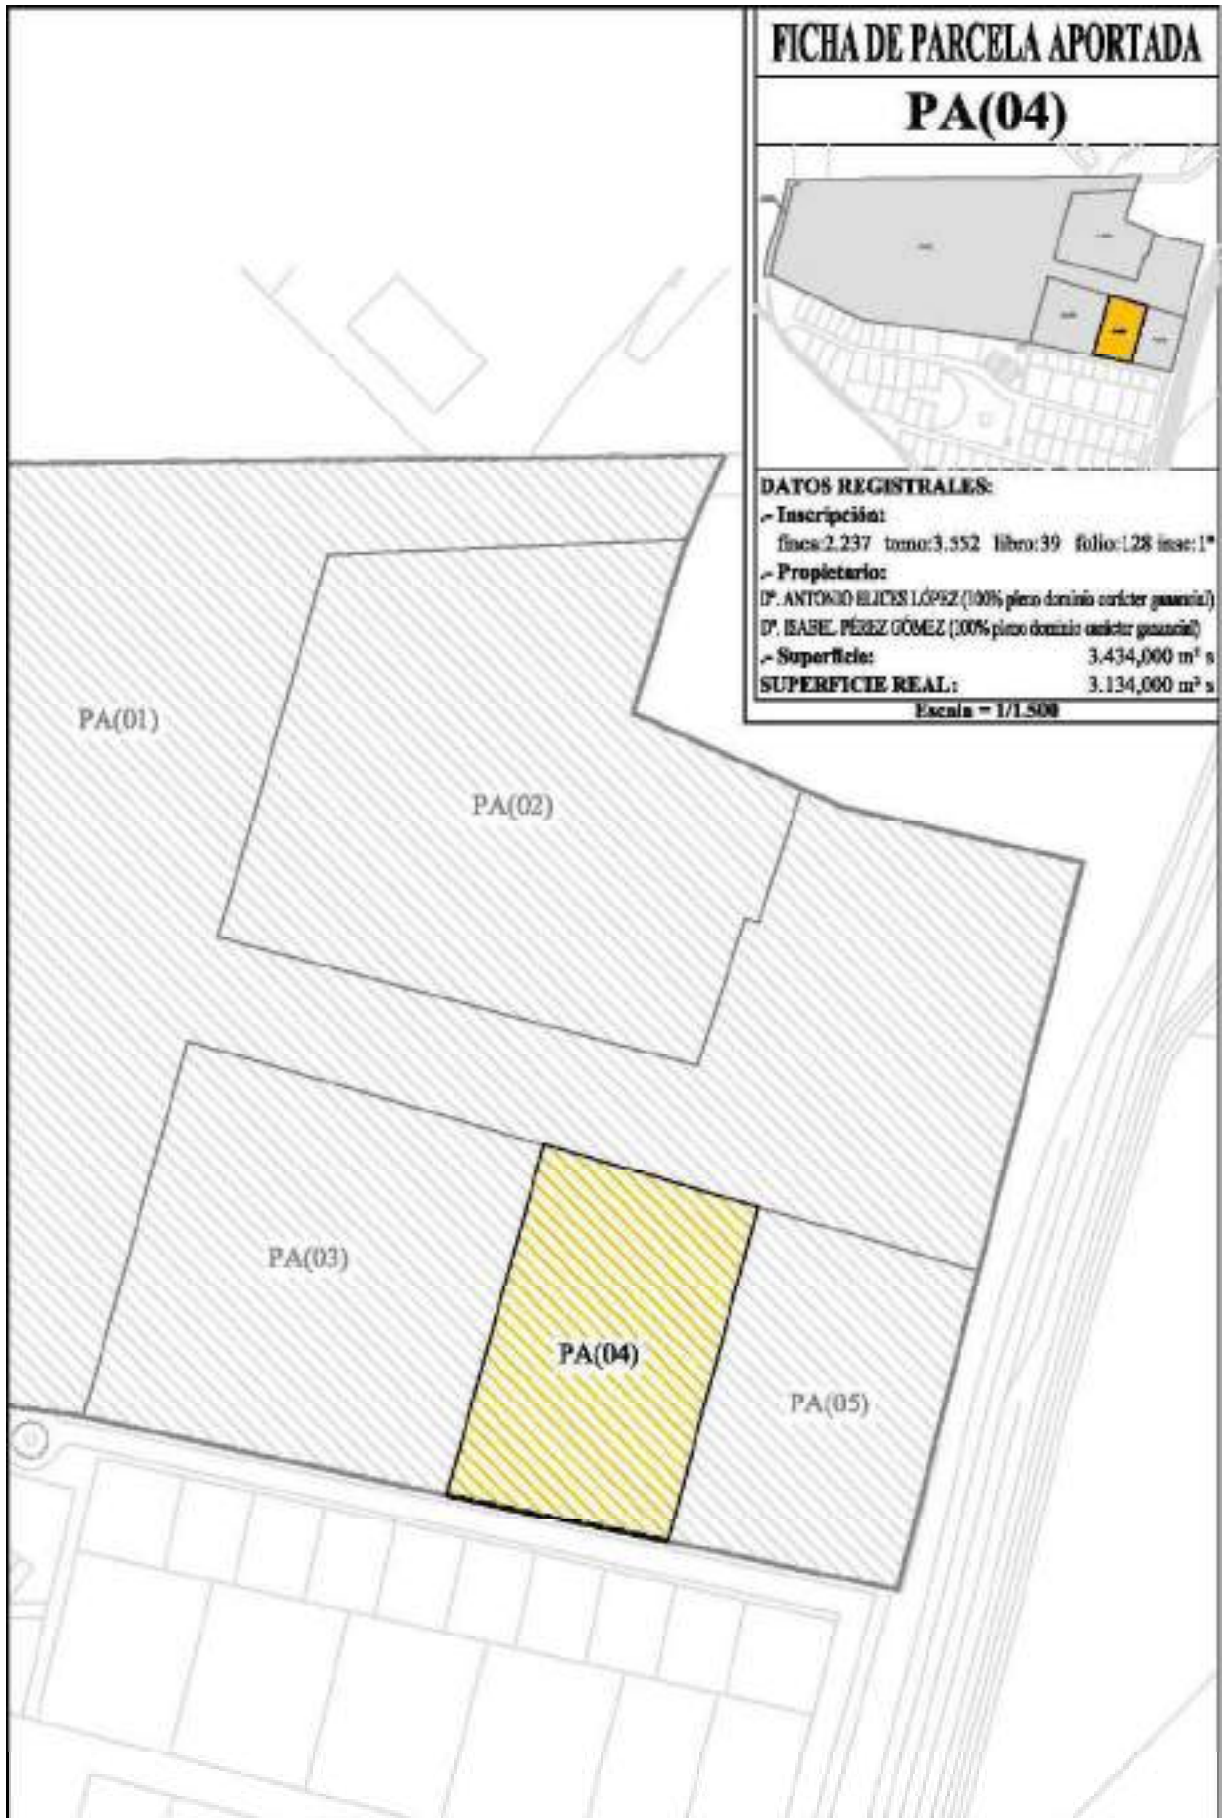 FICHA DE PARCELA APORTADA
PA(04)
DATOS REGISTRALES:
.- Inscripción:
finca:2.237 tomo:3.552 libro:39 folio:128 insc:1ª
.- Propietario:
Dº. ANTONIO ELICES LÓPEZ (100% pleno dominio carácter ganancial)
Dª. ISABEL PÉREZ GÓMEZ (100% pleno dominio carácter ganancial)
.- Superficie: 3.434,000 m² s
SUPERFICIE REAL: 3.134,000 m² s
Escala = 1/1.500
PA(01)
PA(02)
PA(03)
PA(04)
PA(05)